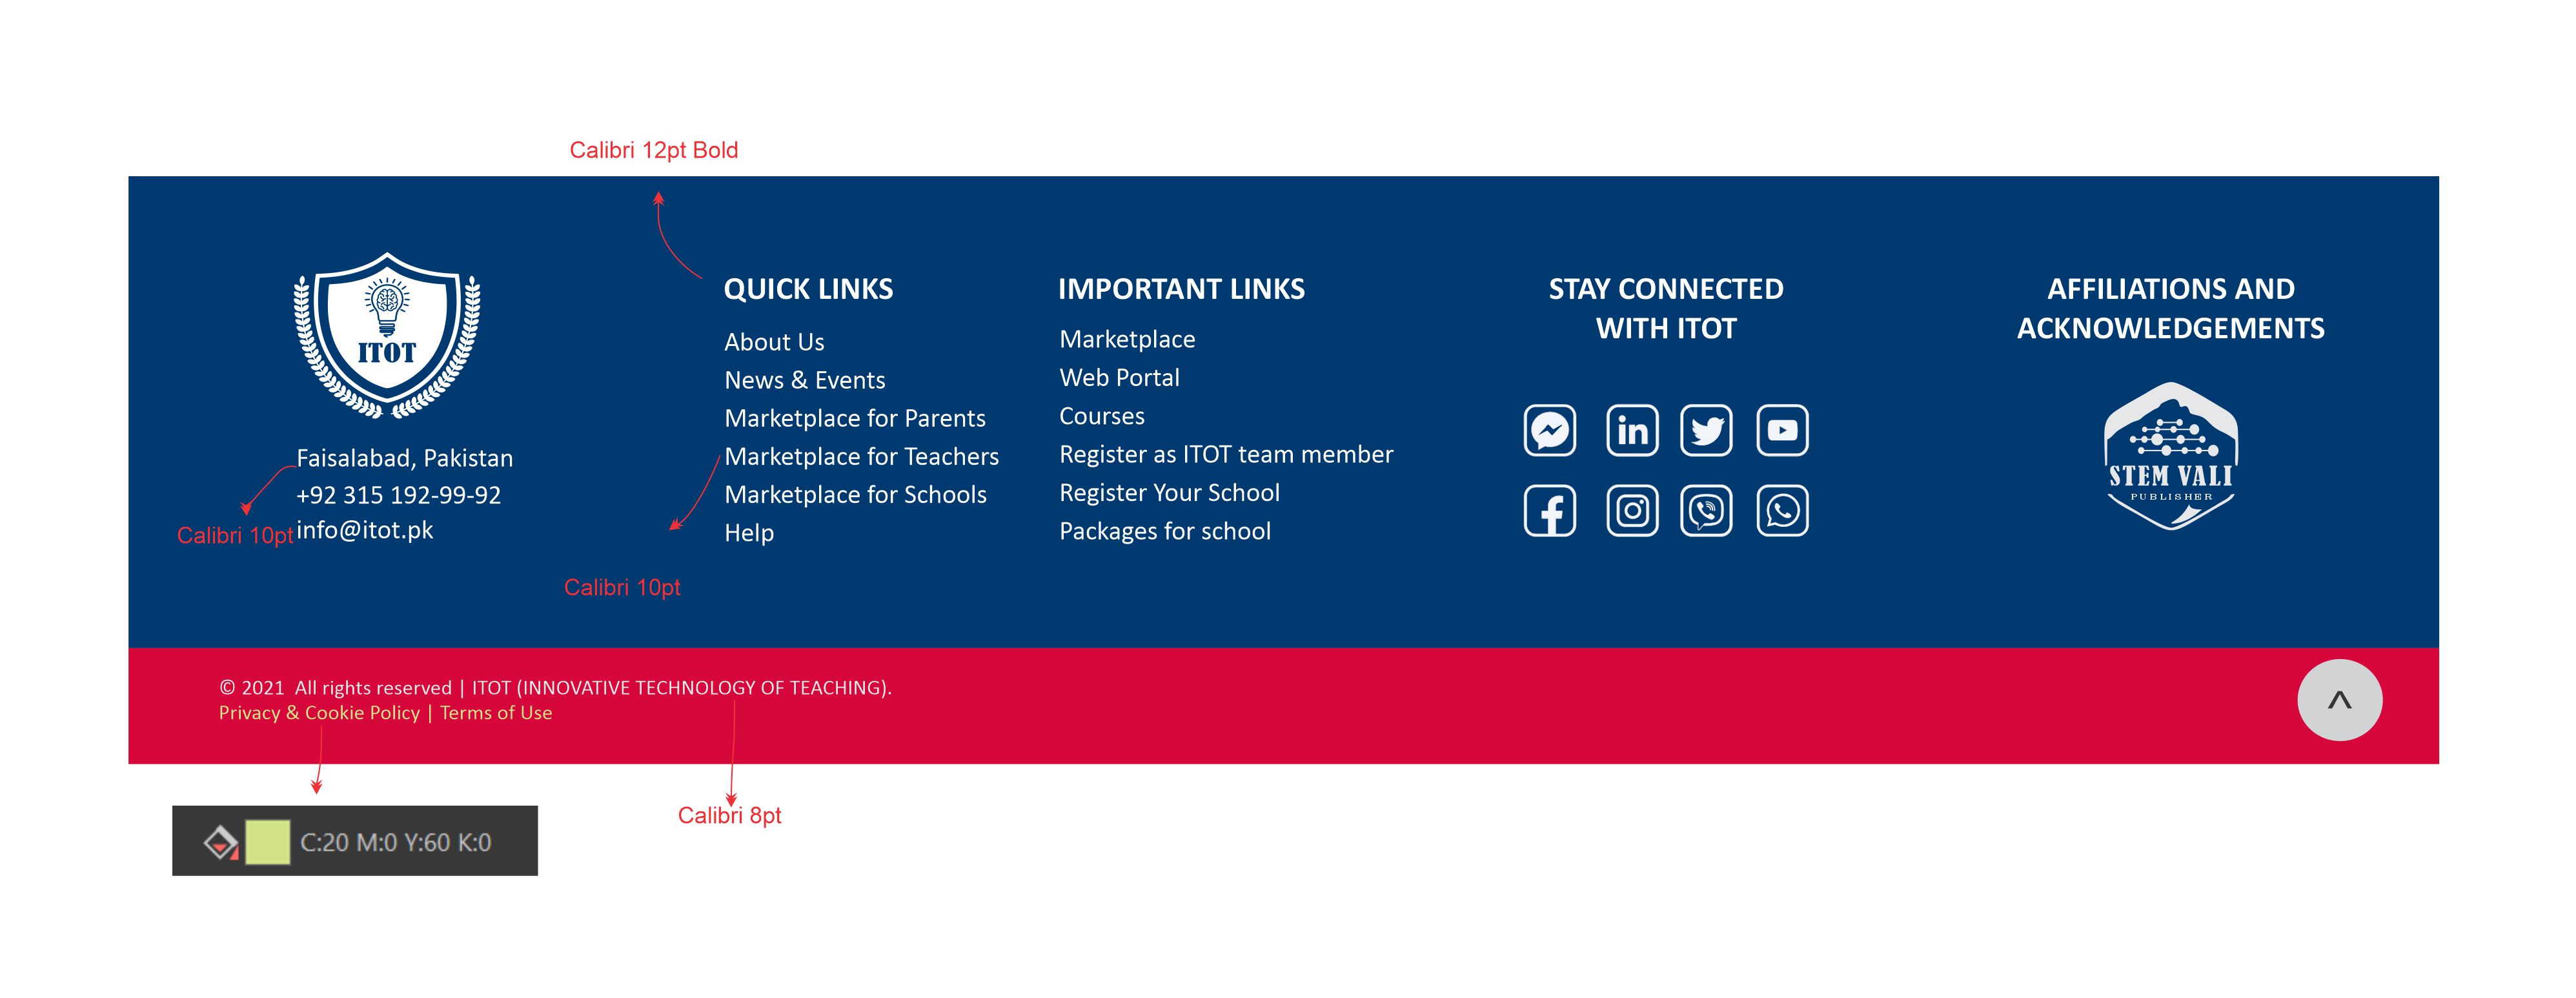 Calibri 12pt Bold
ITOT
Faisalabad, Pakistan
+92 315 192-99-92
info@itot.pk
Calibri 10pt
QUICK LINKS
About Us
News & Events
Marketplace for Parents
Marketplace for Teachers
Marketplace for Schools
Help
Calibri 10pt
IMPORTANT LINKS
Marketplace
Web Portal
Courses
Register as ITOT team member
Register Your School
Packages for school
STAY CONNECTED
WITH ITOT
in
AFFILIATIONS AND
ACKNOWLEDGEMENTS
STEM VALI
PUBLISHER
© 2021  All rights reserved | ITOT (INNOVATIVE TECHNOLOGY OF TEACHING).
Privacy & Cookie Policy | Terms of Use
^
Calibri 8pt
C:20 M:0 Y:60 K:0